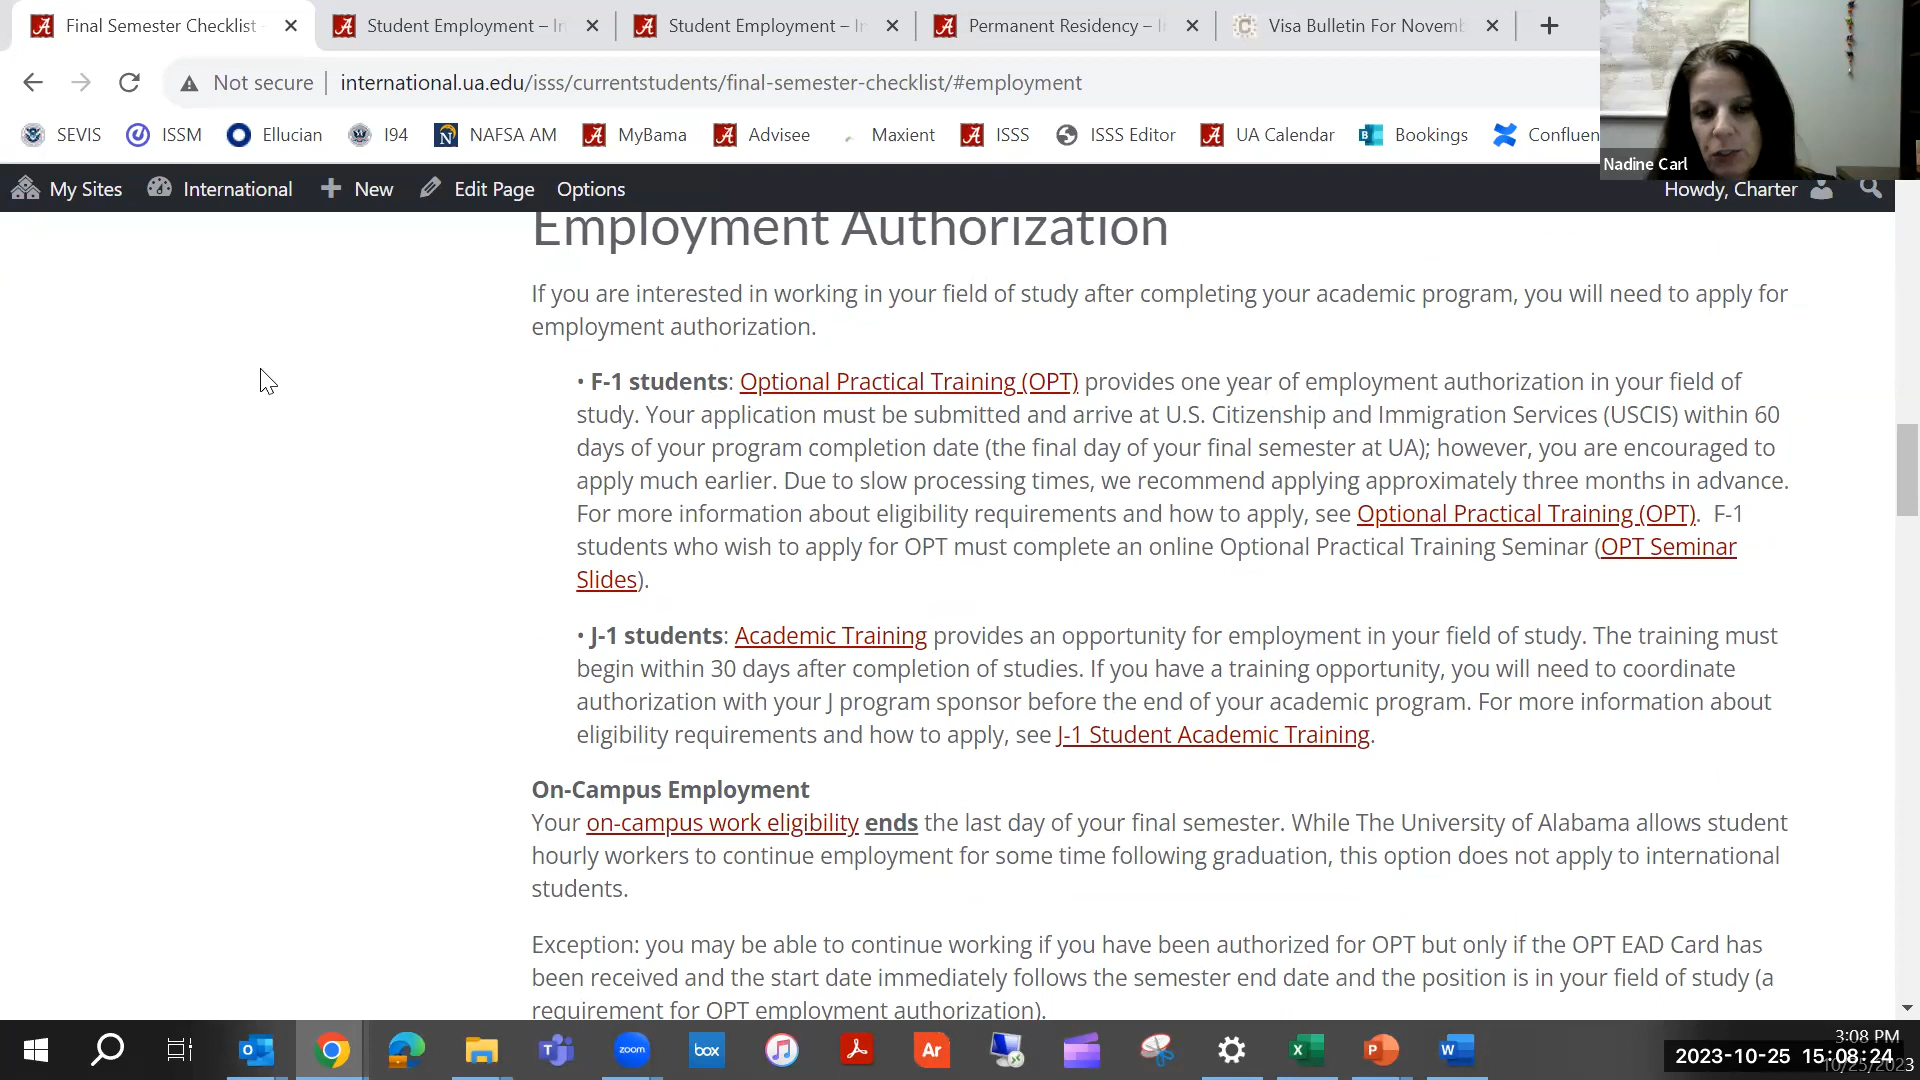 Final Semester Checklist -
Student Employment – In
Student Employment – In
Permanent Residency – I
Visa Bulletin For Novemb
Not secure
international.ua.edu/isss/currentstudents/final-semester-checklist/#employment
SEVIS
ISSM
Ellucian
I94
NAFSA AM
MyBama
Advisee
Maxient
ISSS
ISSS Editor
UA Calendar
Bookings
Confluen
Nadine Carl
My Sites
International
New
Edit Page
Options
Howdy, Charter
Employment Authorization
If you are interested in working in your field of study after completing your academic program, you will need to apply for
employment authorization.
• F-1 students: Optional Practical Training (OPT) provides one year of employment authorization in your field of
study. Your application must be submitted and arrive at U.S. Citizenship and Immigration Services (USCIS) within 60
days of your program completion date (the final day of your final semester at UA); however, you are encouraged to
apply much earlier. Due to slow processing times, we recommend applying approximately three months in advance.
For more information about eligibility requirements and how to apply, see Optional Practical Training (OPT). F-1
students who wish to apply for OPT must complete an online Optional Practical Training Seminar (OPT Seminar
Slides).
• J-1 students: Academic Training provides an opportunity for employment in your field of study. The training must
begin within 30 days after completion of studies. If you have a training opportunity, you will need to coordinate
authorization with your J program sponsor before the end of your academic program. For more information about
eligibility requirements and how to apply, see J-1 Student Academic Training.
On-Campus Employment
Your on-campus work eligibility ends the last day of your final semester. While The University of Alabama allows student
hourly workers to continue employment for some time following graduation, this option does not apply to international
students.
Exception: you may be able to continue working if you have been authorized for OPT but only if the OPT EAD Card has
been received and the start date immediately follows the semester end date and the position is in your field of study (a
requirement for OPT employment authorization).
zoom
box
Ar
3:08 PM
2023-10-25 15:08:24
10/25/2023